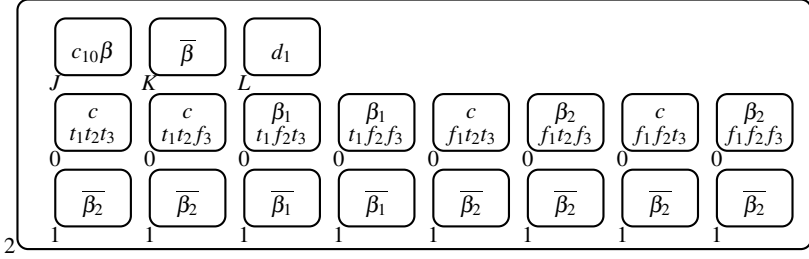 c₁₀β β̅ d₁
J K L
c c β₁ β₁ c β₂ c β₂
t₁t₂t₃ t₁t₂f₃ t₁f₂t₃ t₁f₂f₃ f₁t₂t₃ f₁t₂f₃ f₁f₂t₃ f₁f₂f₃
0 0 0 0 0 0 0 0
β̅₂̅ β̅₂̅ β̅₁̅ β̅₁̅ β̅₂̅ β̅₂̅ β̅₂̅ β̅₂̅
2 1 1 1 1 1 1 1 1